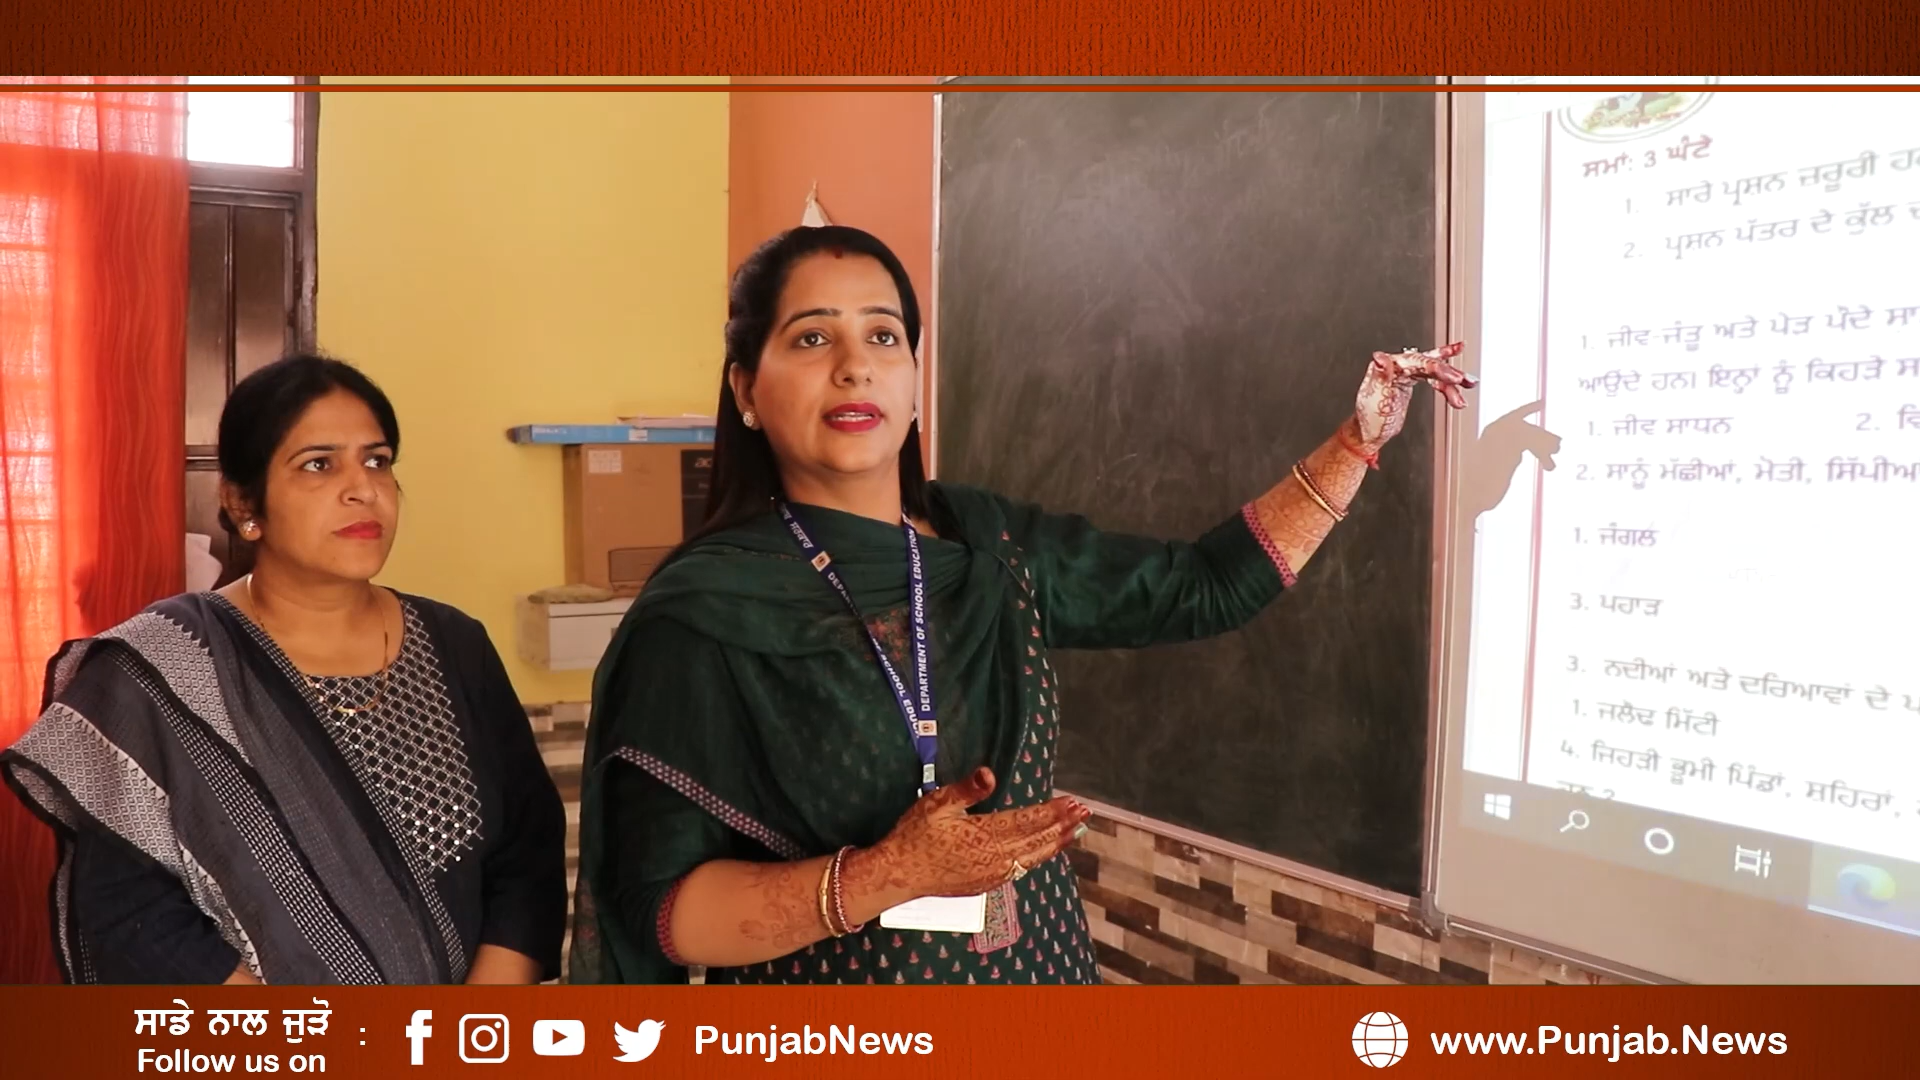 ਸਮਾਂ: 3 ਘੰਟੇ
1. ਸਾਰੇ ਪ੍ਰਸ਼ਨ ਜ਼ਰੂਰੀ
2. ਪ੍ਰਸ਼ਨ ਪੱਤਰ ਦੇ ਕੁੱਲ
1. ਜੀਵ-ਜੰਤੂ ਅਤੇ ਪੇੜ ਪੌਦੇ
ਆਉਂਦੇ ਹਨ। ਇਨ੍ਹਾਂ ਨੂੰ ਕਿਹੜੇ
1. ਜੀਵ ਸਾਧਨ 2.
2. ਸਾਨੂੰ ਮੱਛੀਆਂ, ਮੋਤੀ,
1. ਜੰਗਲ
3. ਪਹਾੜ
3. ਨਦੀਆਂ ਅਤੇ ਦਰਿਆਵਾਂ ਦੇ
1. ਜਲੋਢ ਮਿੱਟੀ
4. ਜਿਹੜੀ ਭੂਮੀ ਪਿੰਡਾਂ, ਸ਼ਹਿਰਾਂ,
acer
DEPARTMENT OF SCHOOL EDUCATION
ਸਾਡੇ ਨਾਲ ਜੁੜੋ :
Follow us on
PunjabNews
www.Punjab.News